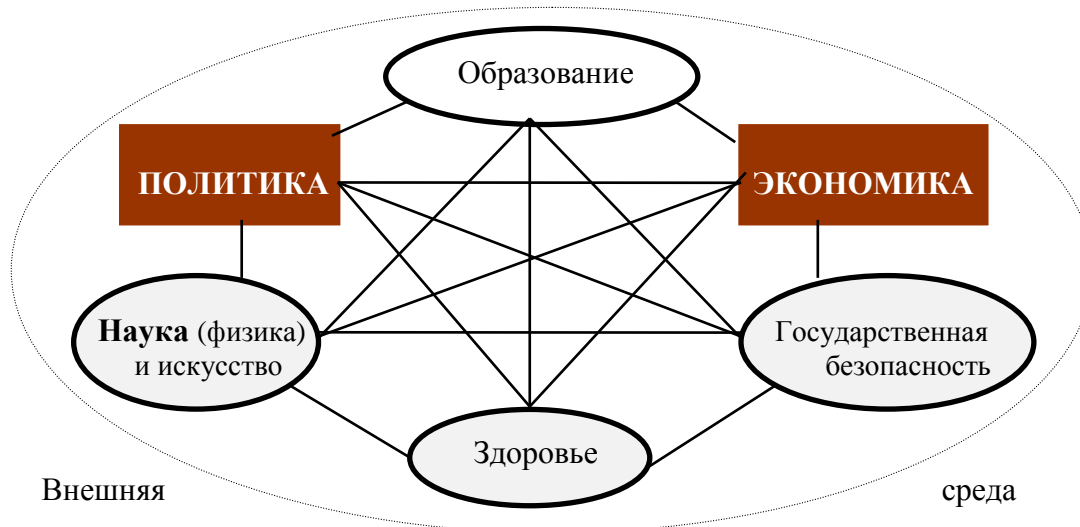 Образование
ПОЛИТИКА
ЭКОНОМИКА
Наука (физика)
и искусство
Государственная
безопасность
Здоровье
Внешняя среда